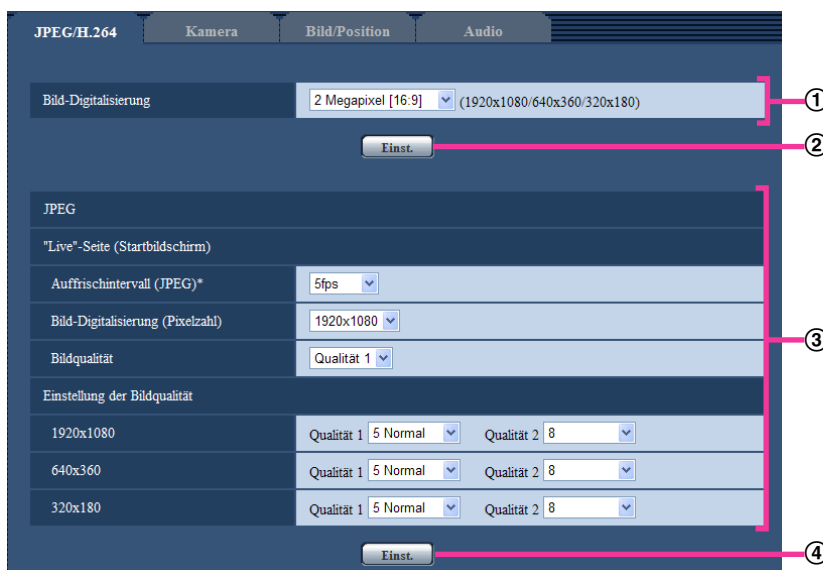 JPEG/H.264 Kamera Bild/Position Audio
Bild-Digitalisierung 2 Megapixel [16:9] (1920x1080/640x360/320x180) ①
Einst. ②
JPEG
"Live"-Seite (Startbildschirm)
Auffrischintervall (JPEG)* 5fps
Bild-Digitalisierung (Pixelzahl) 1920x1080
③
Bildqualität Qualität 1
Einstellung der Bildqualität
1920x1080 Qualität 1 5 Normal Qualität 2 8
640x360 Qualität 1 5 Normal Qualität 2 8
320x180 Qualität 1 5 Normal Qualität 2 8
Einst. ④